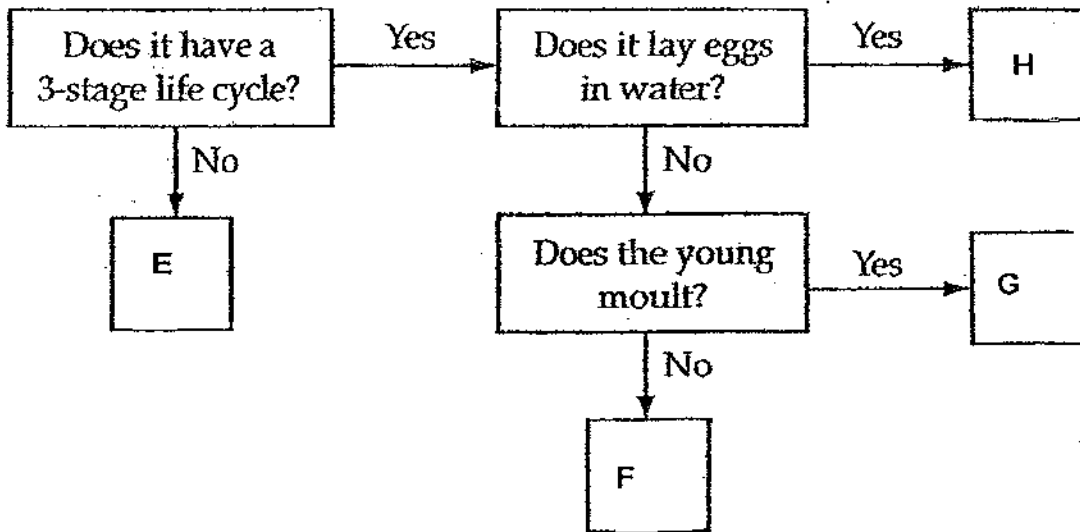 Does it have a
3-stage life cycle?
Yes
Does it lay eggs
in water?
Yes
H
No
No
E
Does the young
moult?
Yes
G
No
F